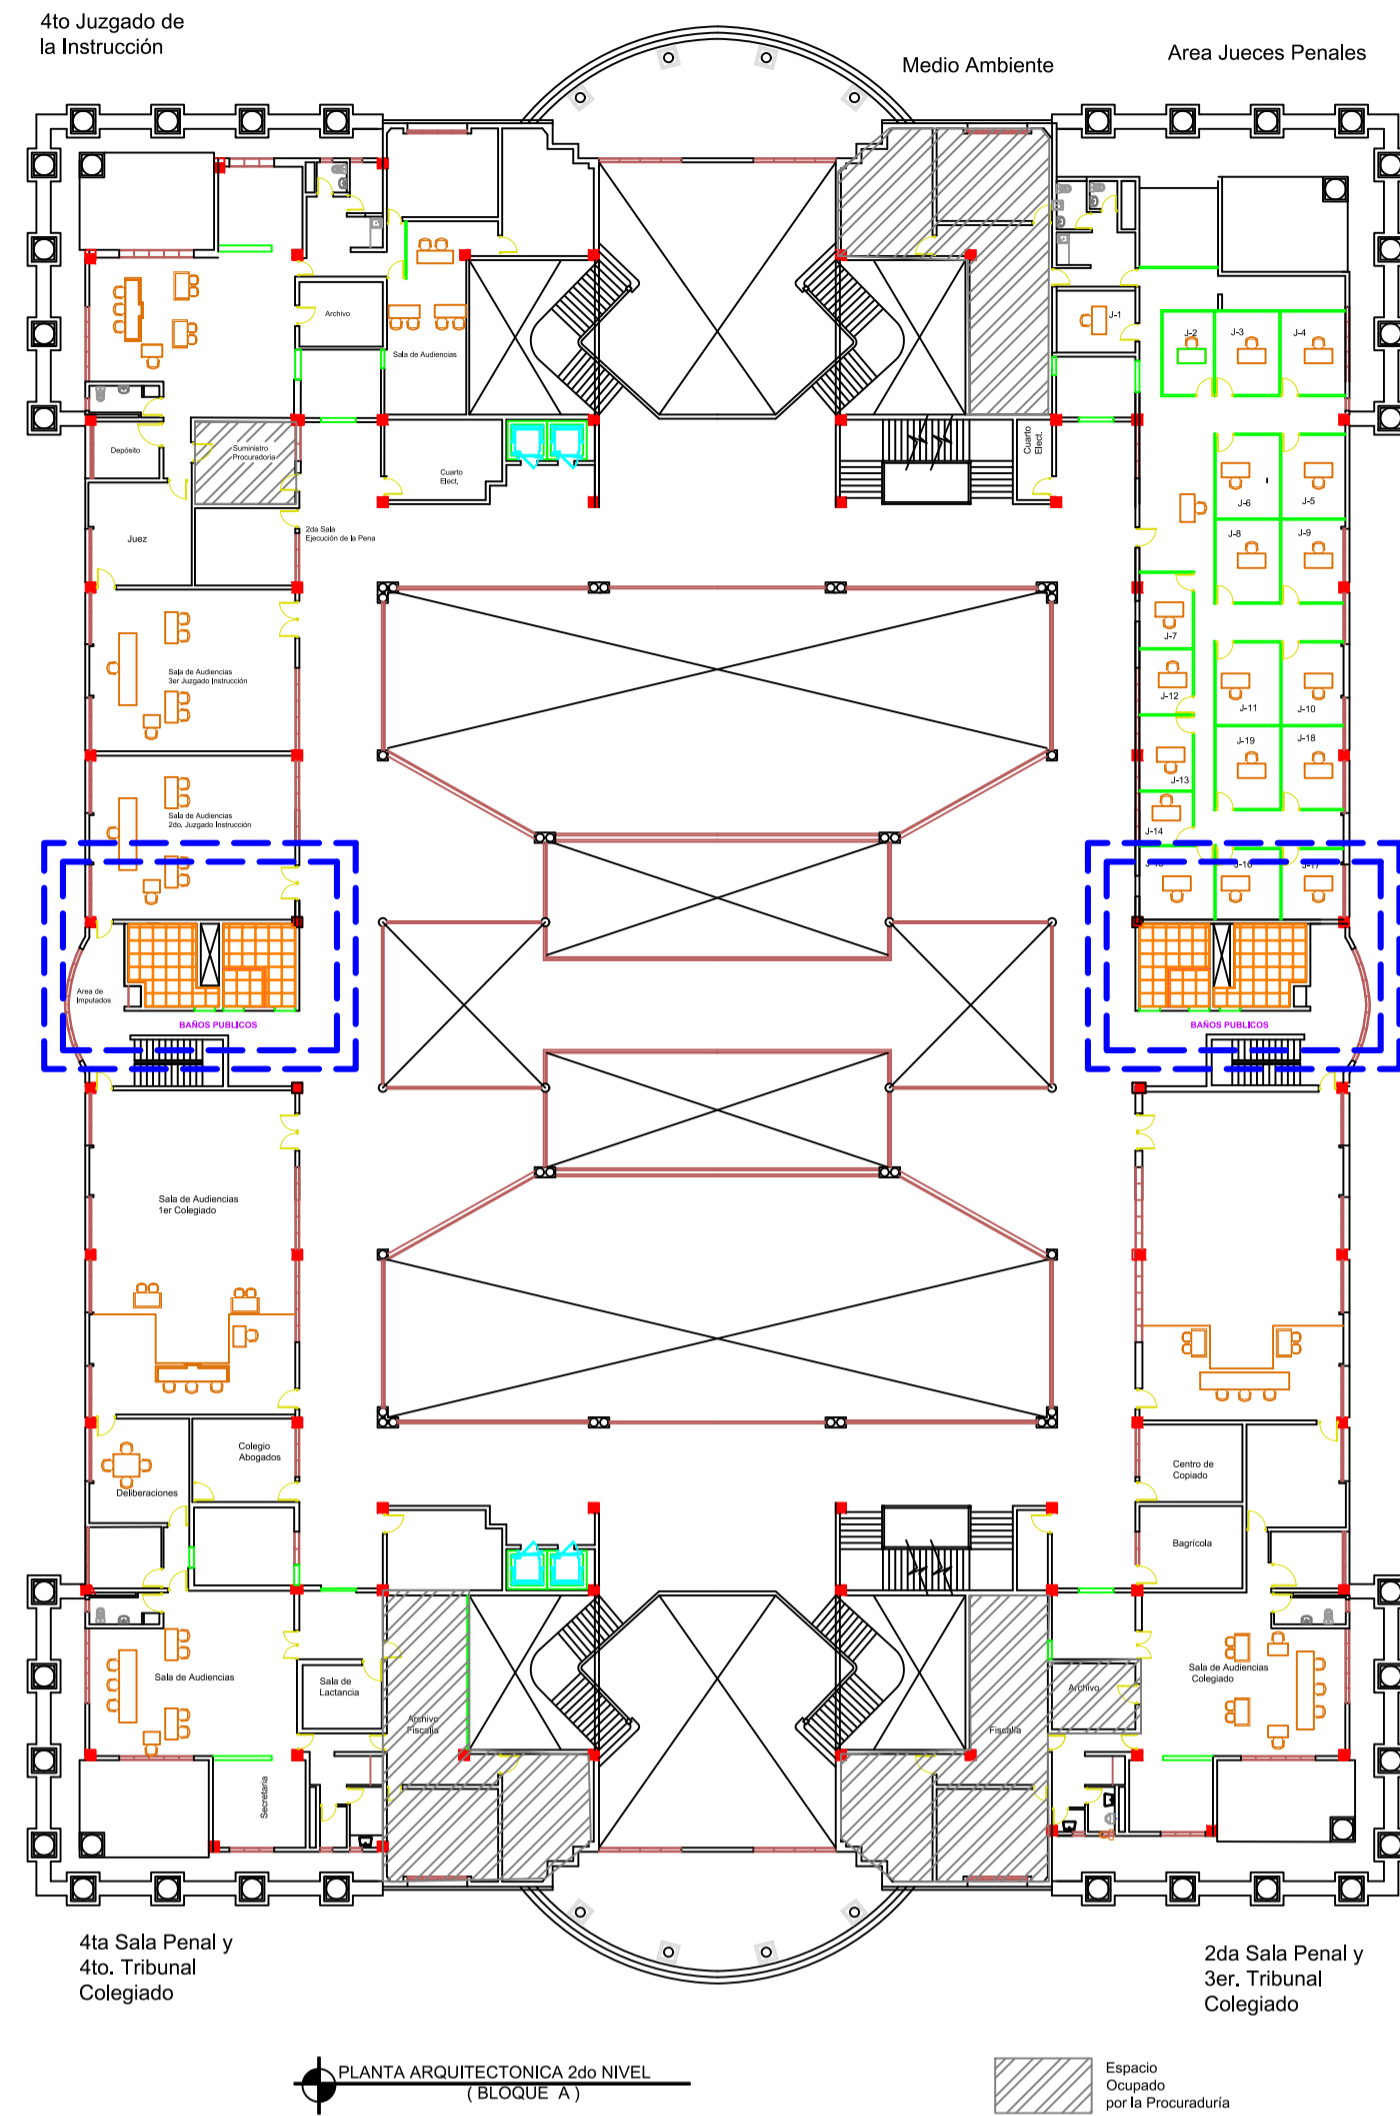 4to Juzgado de
la Instrucción
Medio Ambiente
Area Jueces Penales
Archivo
Sala de Audiencias
J-1
J-2
J-3
J-4
Depósito
Suministro
Procuradoria
Cuarto
Elect.
Cuarto
Elect.
J-6
J-5
Juez
2da Sala
Ejecución de la Pena
J-8
J-9
J-7
Sala de Audiencias
3er Juzgado Instrucción
J-12
J-11
J-10
J-19
J-18
J-13
Sala de Audiencias
2do. Juzgado Instrucción
J-14
J-16
J-17
Area de
Imputados
BAÑOS PUBLICOS
BAÑOS PUBLICOS
Sala de Audiencias
1er Colegiado
Colegio
Abogados
Deliberaciones
Centro de
Copiado
Bagrícola
Sala de Audiencias
Sala de
Lactancia
Archivo
Fiscalía
Fiscalía
Archivo
Sala de Audiencias
Colegiado
Secretaria
4ta Sala Penal y
4to. Tribunal
Colegiado
2da Sala Penal y
3er. Tribunal
Colegiado
PLANTA ARQUITECTONICA 2do NIVEL
( BLOQUE A )
Espacio
Ocupado
por la Procuraduría